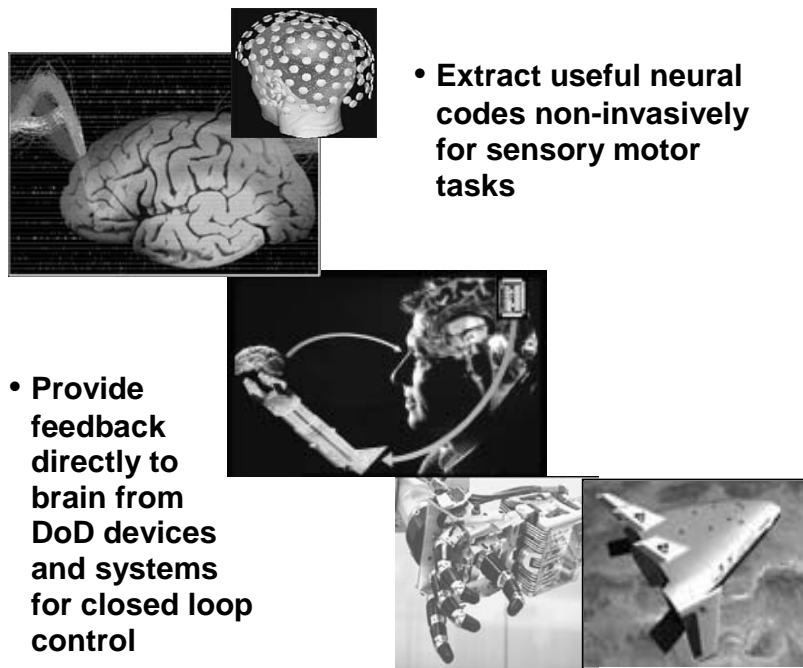 • Extract useful neural
codes non-invasively
for sensory motor
tasks
• Provide
feedback
directly to
brain from
DoD devices
and systems
for closed loop
control